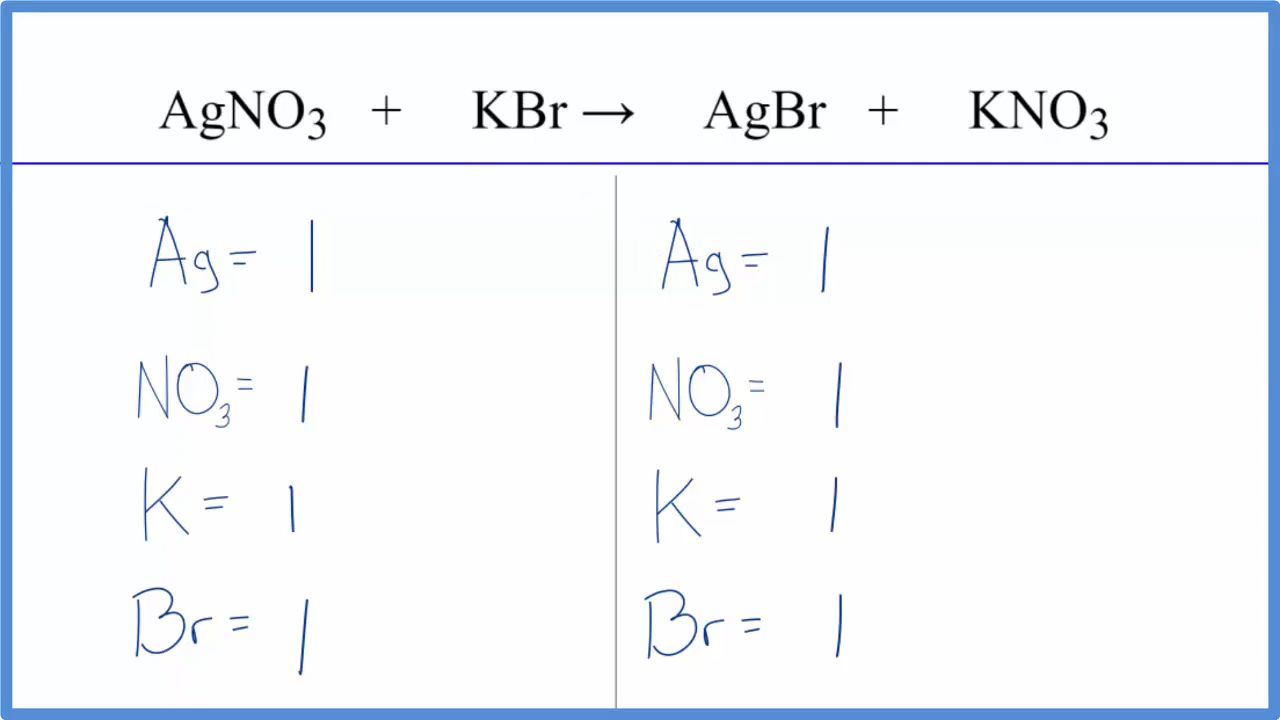 AgNO₃ + KBr → AgBr + KNO₃
Ag = 1
NO₃ = 1
K = 1
Br = 1
Ag = 1
NO₃ = 1
K = 1
Br = 1